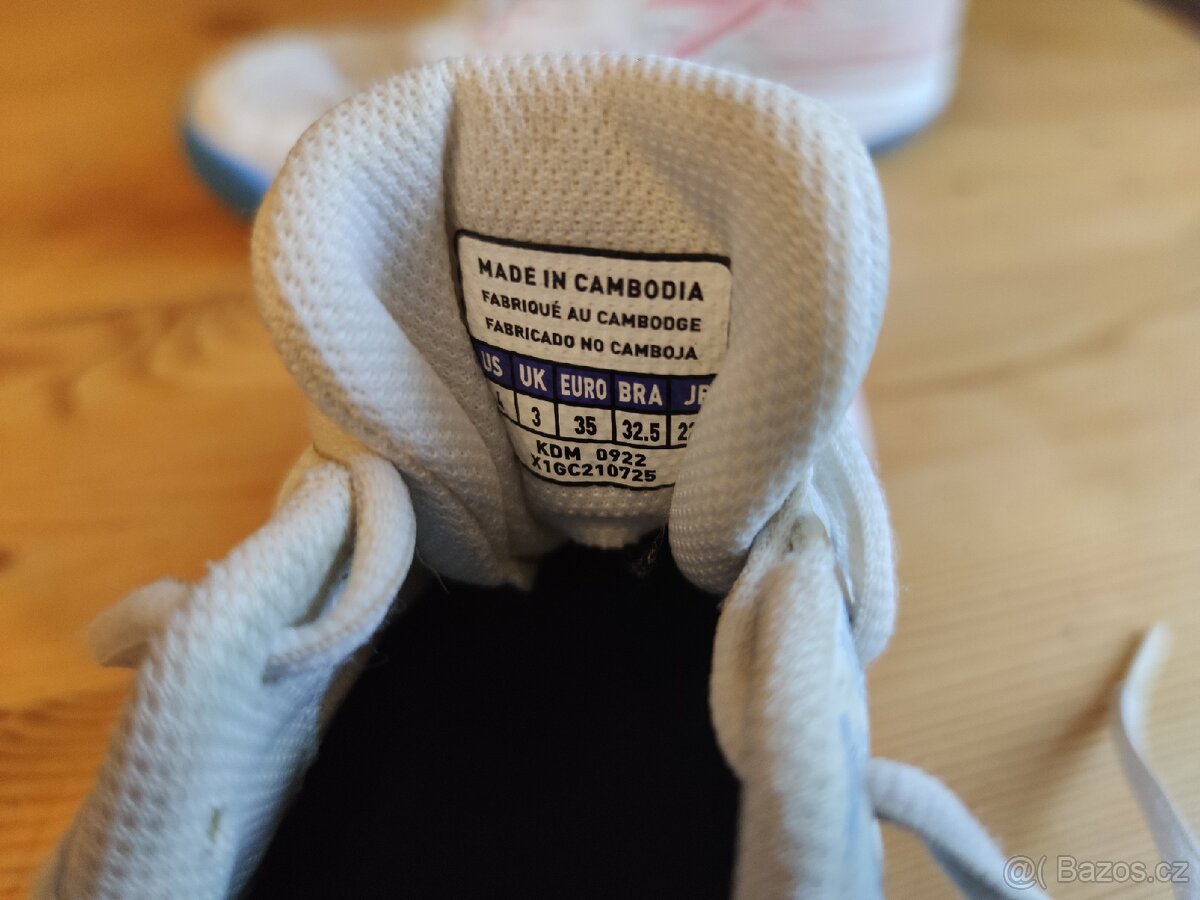 MADE IN CAMBODIA
FABRIQUÉ AU CAMBODGE
FABRICADO NO CAMBOJA
US UK EURO BRA
3 35 32.5
KDM 0922
X1GC210725
@( Bazos.cz